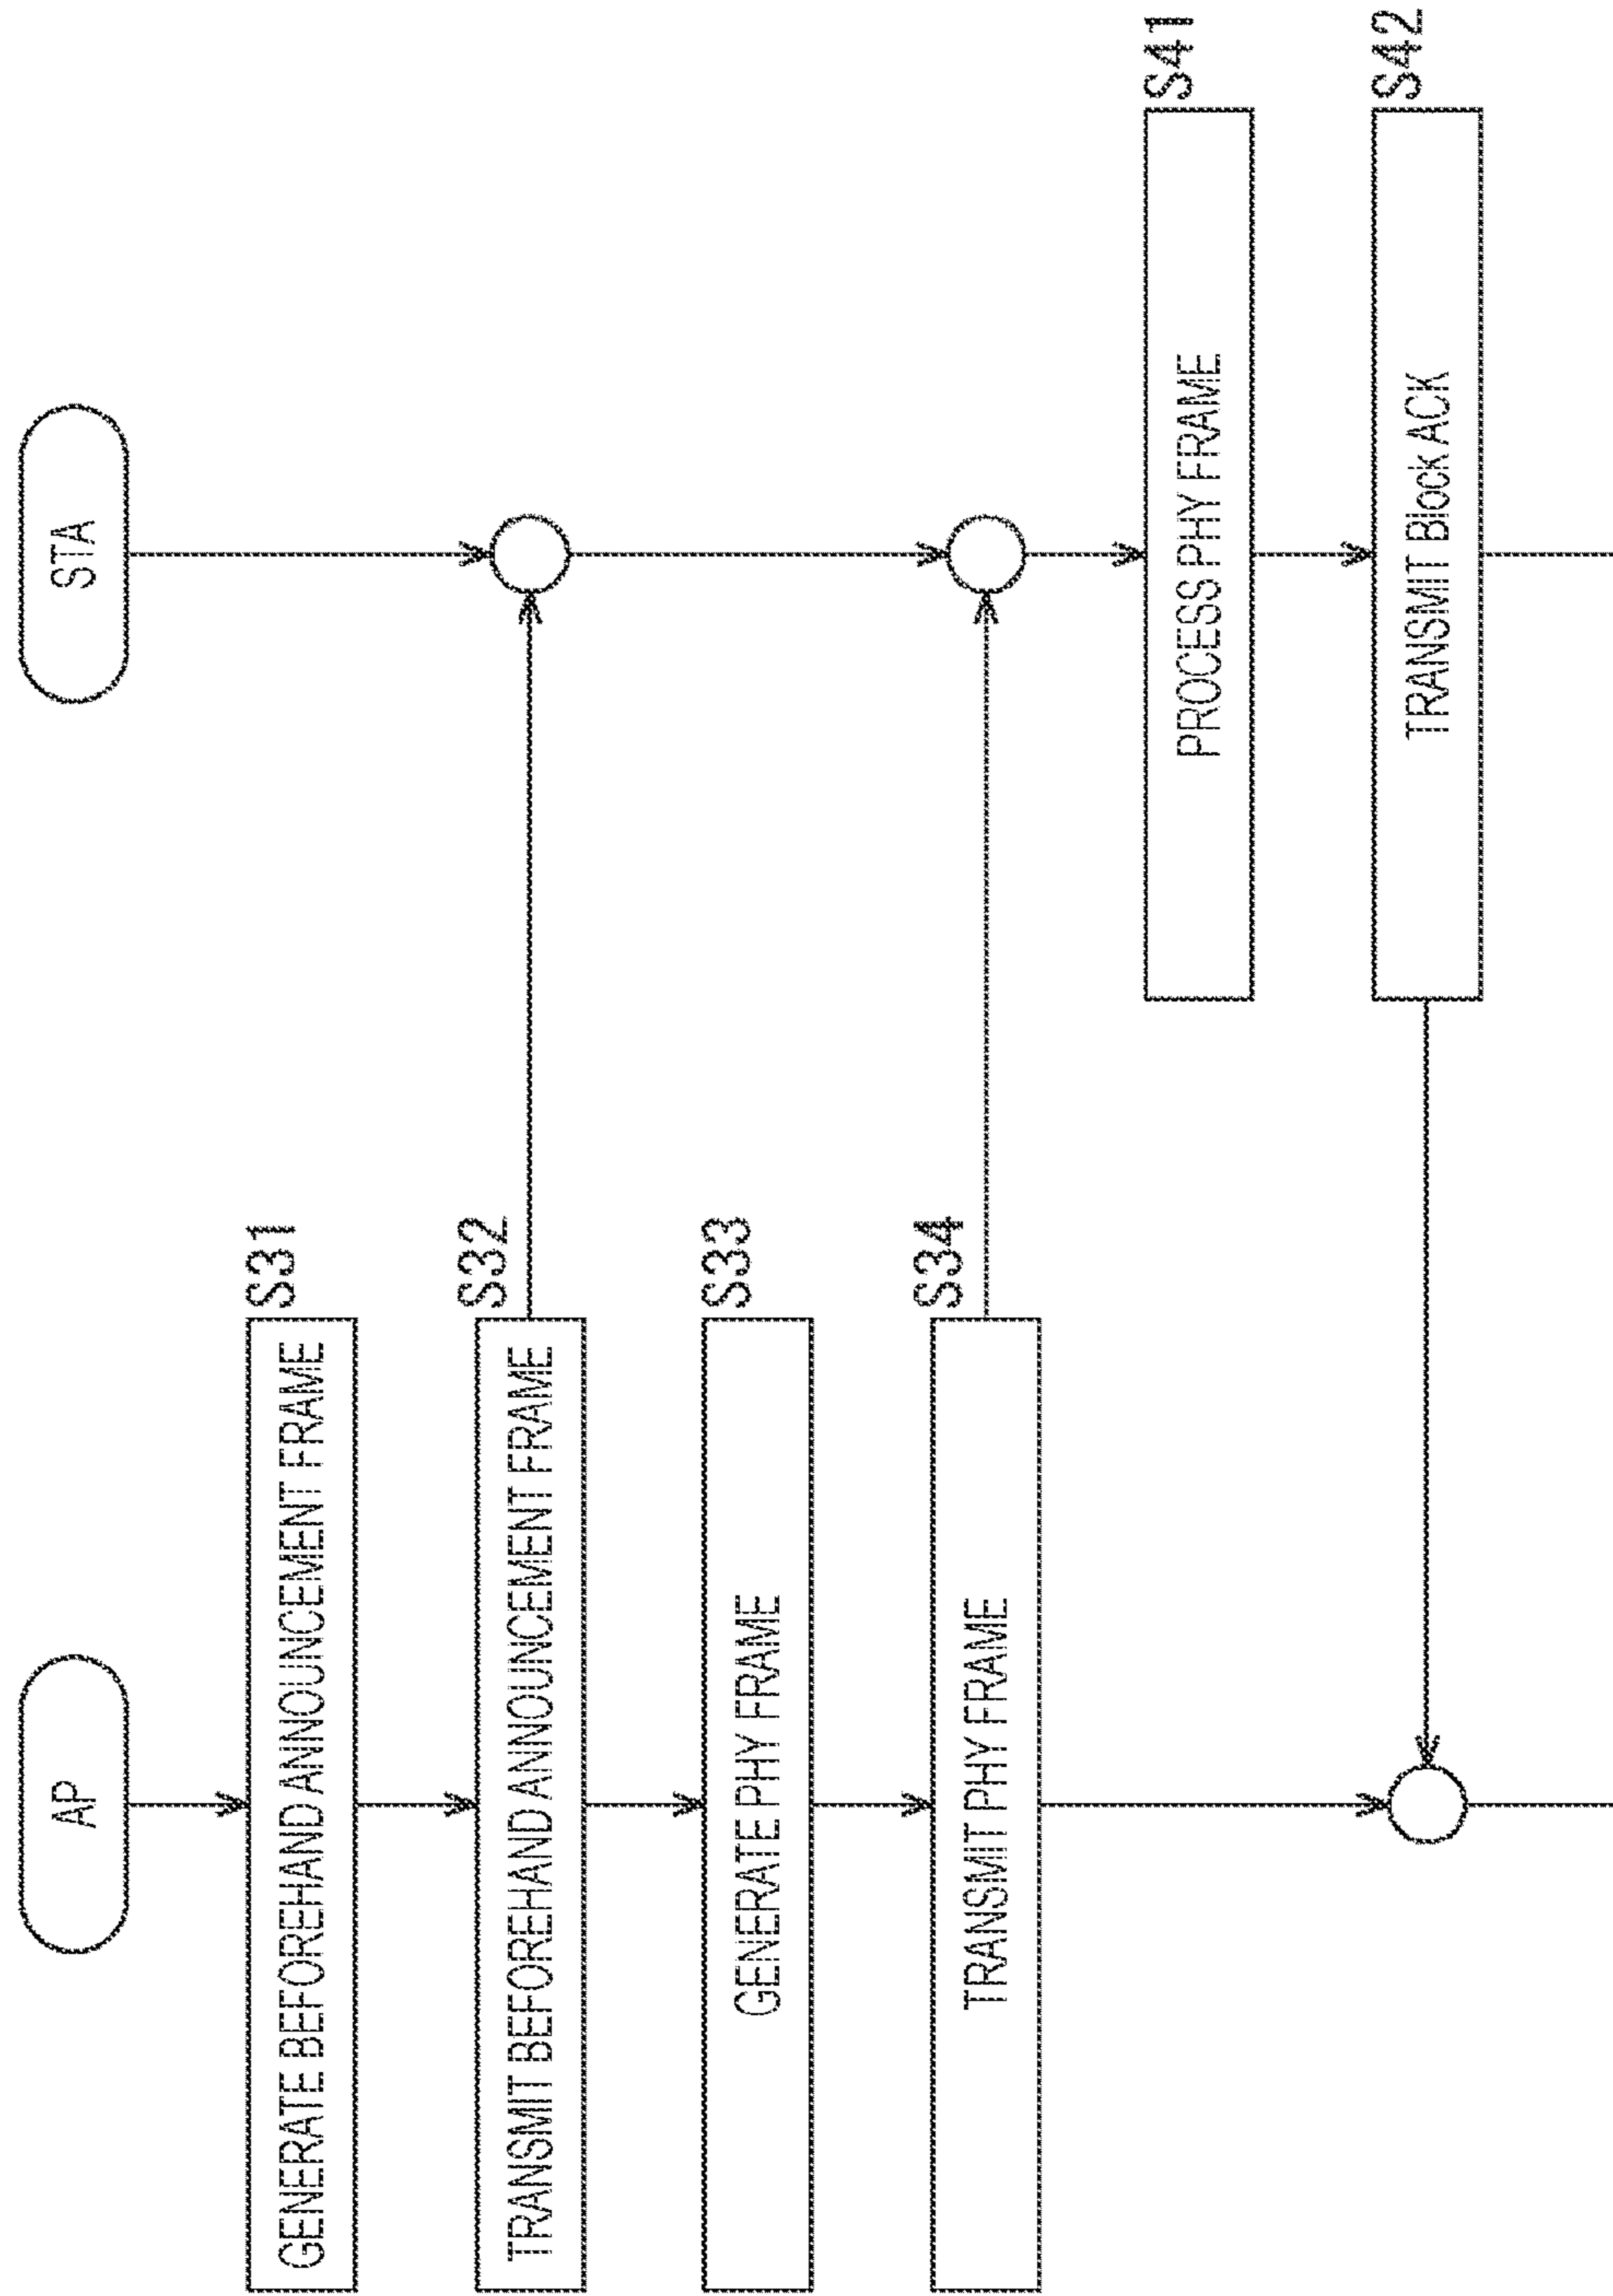 AP
STA
GENERATE BEFOREHAND ANNOUNCEMENT FRAME
S31
TRANSMIT BEFOREHAND ANNOUNCEMENT FRAME
S32
GENERATE PHY FRAME
S33
TRANSMIT PHY FRAME
S34
PROCESS PHY FRAME
S41
TRANSMIT Block ACK
S42